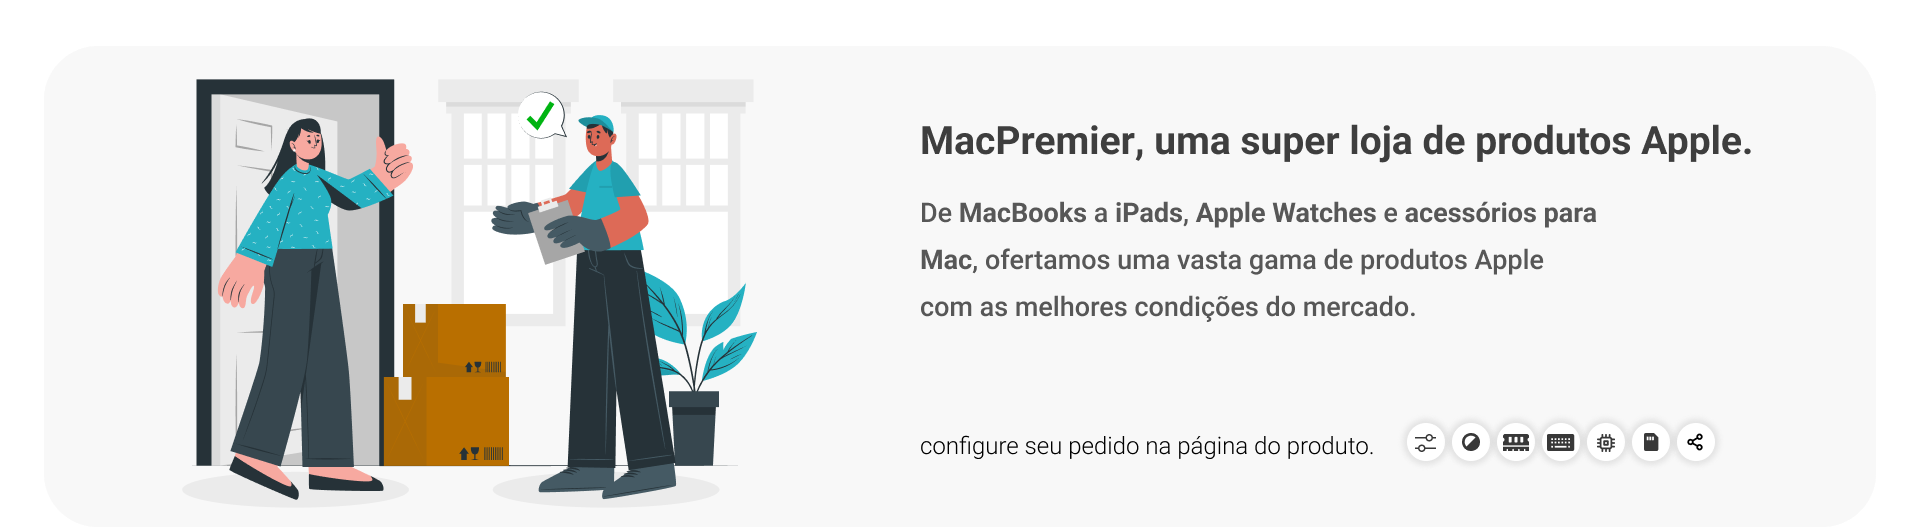 MacPremier, uma super loja de produtos Apple.
De MacBooks a iPads, Apple Watches e acessórios para
Mac, ofertamos uma vasta gama de produtos Apple
com as melhores condições do mercado.
configure seu pedido na página do produto.